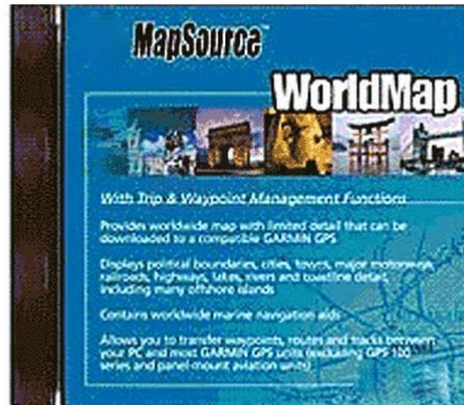 MapSource™
WorldMap
With Trip & Waypoint Management Functions
Provides worldwide map with limited detail that can be
downloaded to a compatible GARMIN GPS
Displays political boundaries, cities, towns, major motorways,
railroads, highways, lakes, rivers and coastline detail,
including many offshore islands
Contains worldwide marine navigation aids
Allows you to transfer waypoints, routes and tracks between
your PC and most GARMIN GPS units (excluding GPS 100
series and panel-mount aviation units)